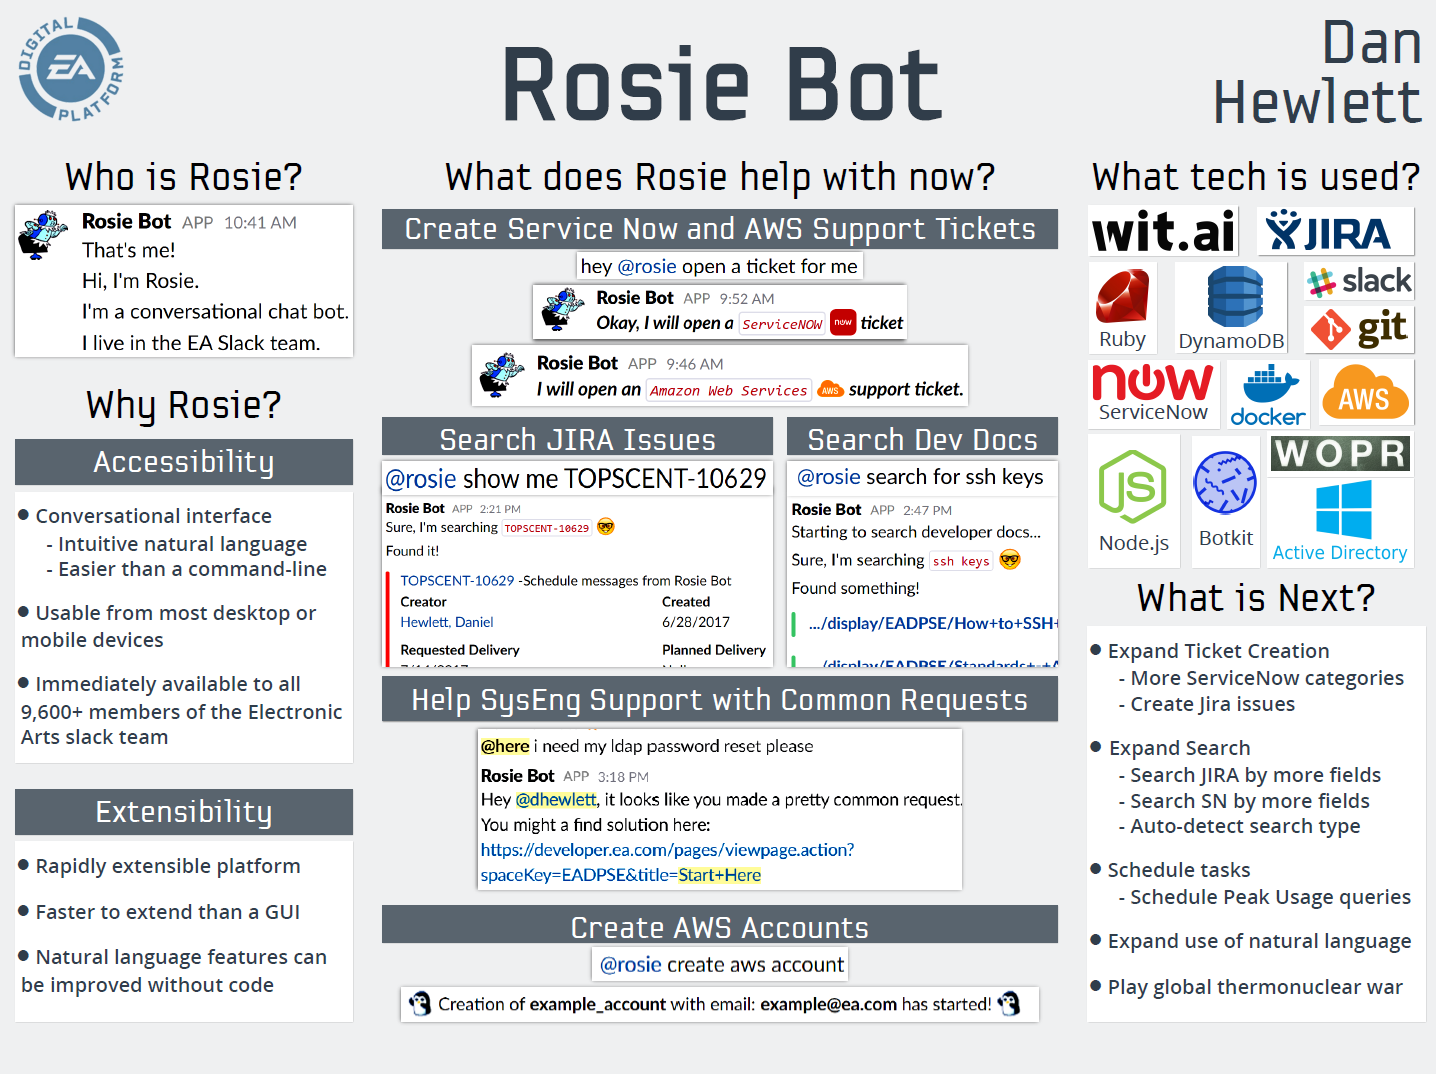 DIGITAL
EA
PLATFORM
Rosie Bot
Dan
Hewlett
Who is Rosie?
Rosie Bot APP 10:41 AM
That's me!
Hi, I'm Rosie.
I'm a conversational chat bot.
I live in the EA Slack team.
Why Rosie?
Accessibility
● Conversational interface
- Intuitive natural language
- Easier than a command-line
● Usable from most desktop or
mobile devices
● Immediately available to all
9,600+ members of the Electronic
Arts slack team
Extensibility
● Rapidly extensible platform
● Faster to extend than a GUI
● Natural language features can
be improved without code
What does Rosie help with now?
Create Service Now and AWS Support Tickets
hey @rosie open a ticket for me
Rosie Bot APP 9:52 AM
Okay, I will open a ServiceNOW now ticket
Rosie Bot APP 9:46 AM
I will open an Amazon Web Services AWS support ticket.
Search JIRA Issues
@rosie show me TOPSCENT-10629
Rosie Bot APP 2:21 PM
Sure, I'm searching TOPSCENT-10629
Found it!
TOPSCENT-10629 -Schedule messages from Rosie Bot
Creator Created
Hewlett, Daniel 6/28/2017
Requested Delivery Planned Delivery
Search Dev Docs
@rosie search for ssh keys
Rosie Bot APP 2:47 PM
Starting to search developer docs...
Sure, I'm searching ssh keys
Found something!
.../display/EADPSE/How+to+SSH+
Help SysEng Support with Common Requests
@here i need my ldap password reset please
Rosie Bot APP 3:18 PM
Hey @dhewlett, it looks like you made a pretty common request.
You might a find solution here:
https://developer.ea.com/pages/viewpage.action?
spaceKey=EADPSE&title=Start+Here
Create AWS Accounts
@rosie create aws account
Creation of example_account with email: example@ea.com has started!
What tech is used?
wit.ai
JIRA
Ruby
DynamoDB
slack
git
now
ServiceNow
docker
AWS
JS
Node.js
Botkit
WOPR
Active Directory
What is Next?
● Expand Ticket Creation
- More ServiceNow categories
- Create Jira issues
● Expand Search
- Search JIRA by more fields
- Search SN by more fields
- Auto-detect search type
● Schedule tasks
- Schedule Peak Usage queries
● Expand use of natural language
● Play global thermonuclear war